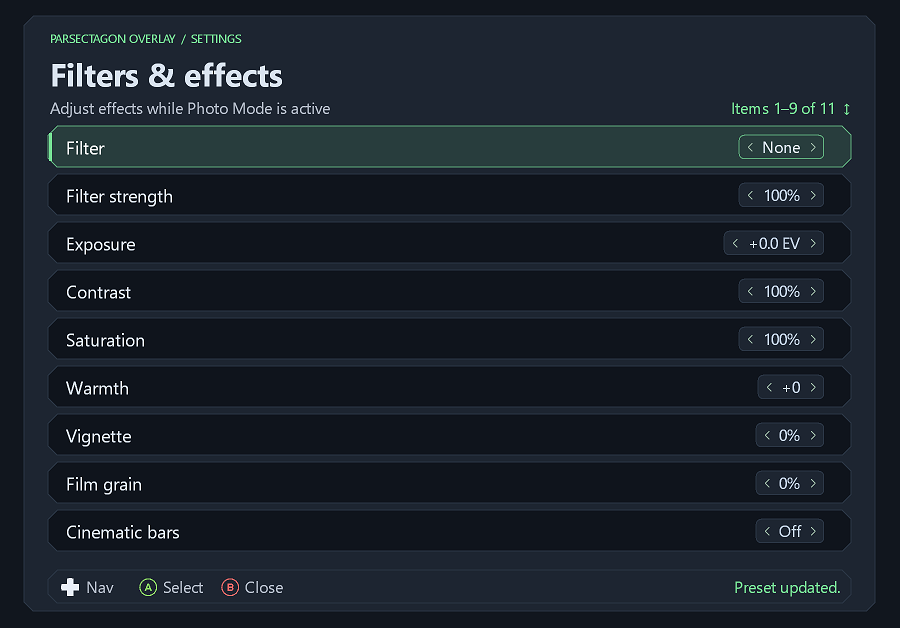 PARSECTAGON OVERLAY / SETTINGS
Filters & effects
Adjust effects while Photo Mode is active
Items 1–9 of 11 ↕
Filter ‹ None ›
Filter strength ‹ 100% ›
Exposure ‹ +0.0 EV ›
Contrast ‹ 100% ›
Saturation ‹ 100% ›
Warmth ‹ +0 ›
Vignette ‹ 0% ›
Film grain ‹ 0% ›
Cinematic bars ‹ Off ›
Nav A Select B Close Preset updated.